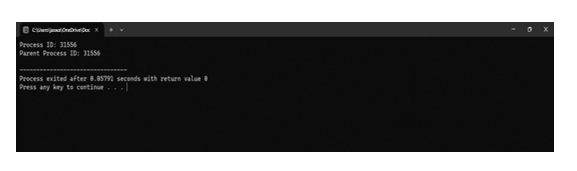 C:\Users\jaswa\OneDrive\Doc
Process ID: 31556
Parent Process ID: 31556
--------------------------------
Process exited after 0.05791 seconds with return value 0
Press any key to continue . . .